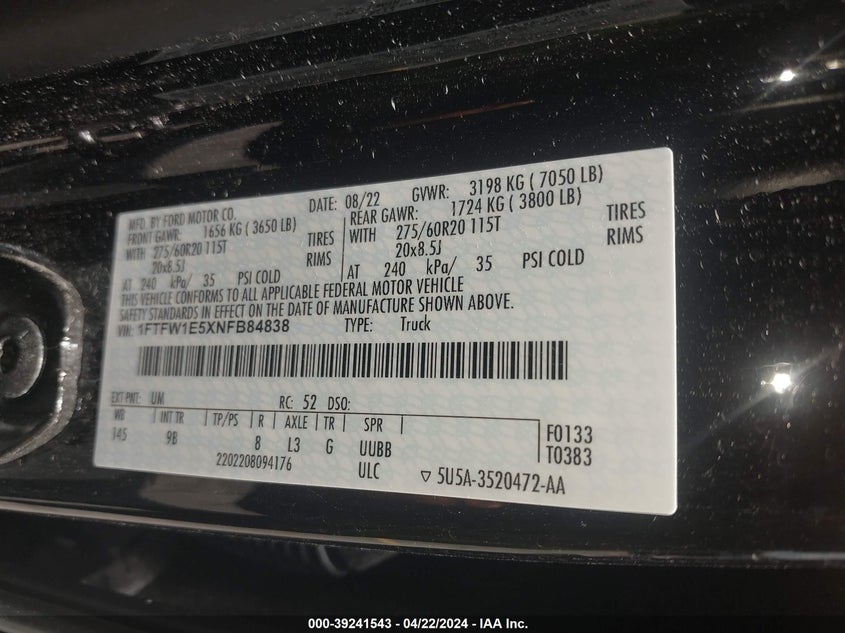 MFD. BY FORD MOTOR CO.
DATE: 08/22 GVWR: 3198 KG ( 7050 LB)
FRONT GAWR: 1656 KG ( 3650 LB)
WITH 275/60R20 115T TIRES
20x8.5J RIMS
AT 240 kPa/ 35 PSI COLD
REAR GAWR: 1724 KG ( 3800 LB)
WITH 275/60R20 115T TIRES
20x8.5J RIMS
AT 240 kPa/ 35 PSI COLD
THIS VEHICLE CONFORMS TO ALL APPLICABLE FEDERAL MOTOR VEHICLE
SAFETY STANDARDS IN EFFECT ON THE DATE OF MANUFACTURE SHOWN ABOVE.
VIN: 1FTFW1E5XNFB84838 TYPE: Truck
EXT PNT: UM RC: 52 DSO:
WB INT TR TP/PS R AXLE TR SPR
145 9B 8 L3 G UUBB
ULC
2202208094176
F0133
T0383
▽ 5U5A-3520472-AA
000-39241543 - 04/22/2024 - IAA Inc.